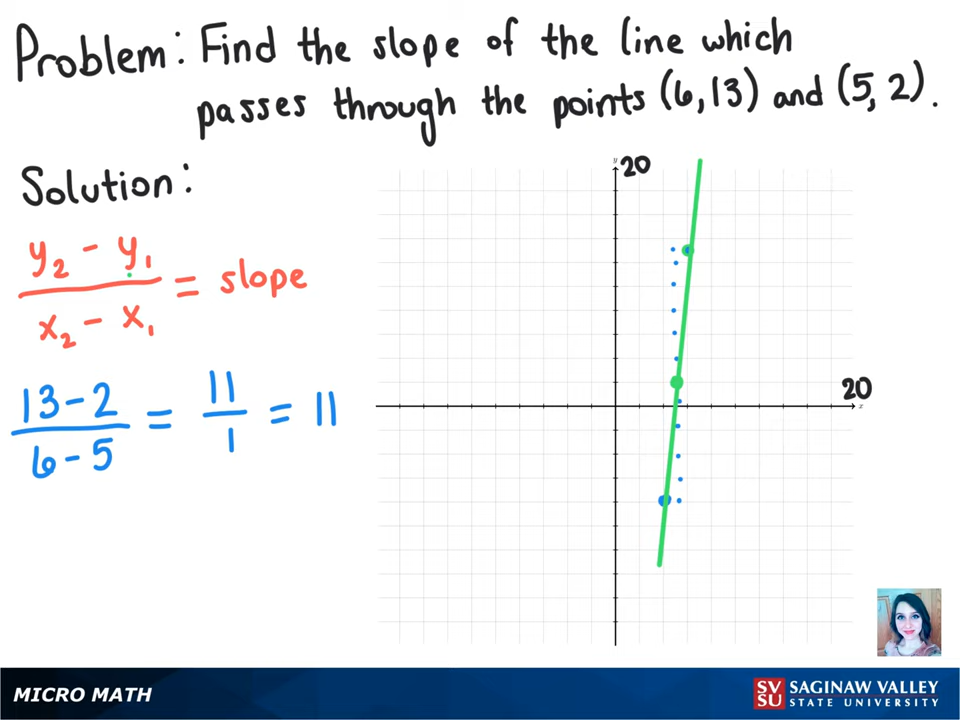 Problem: Find the slope of the line which
passes through the points (6, 13) and (5, 2).
Solution:
y₂ - y₁
x₂ - x₁
= slope
13 - 2
6 - 5
=
11
1
= 11
y
20
20
x
MICRO MATH
SV
SU
SAGINAW VALLEY
STATE UNIVERSITY